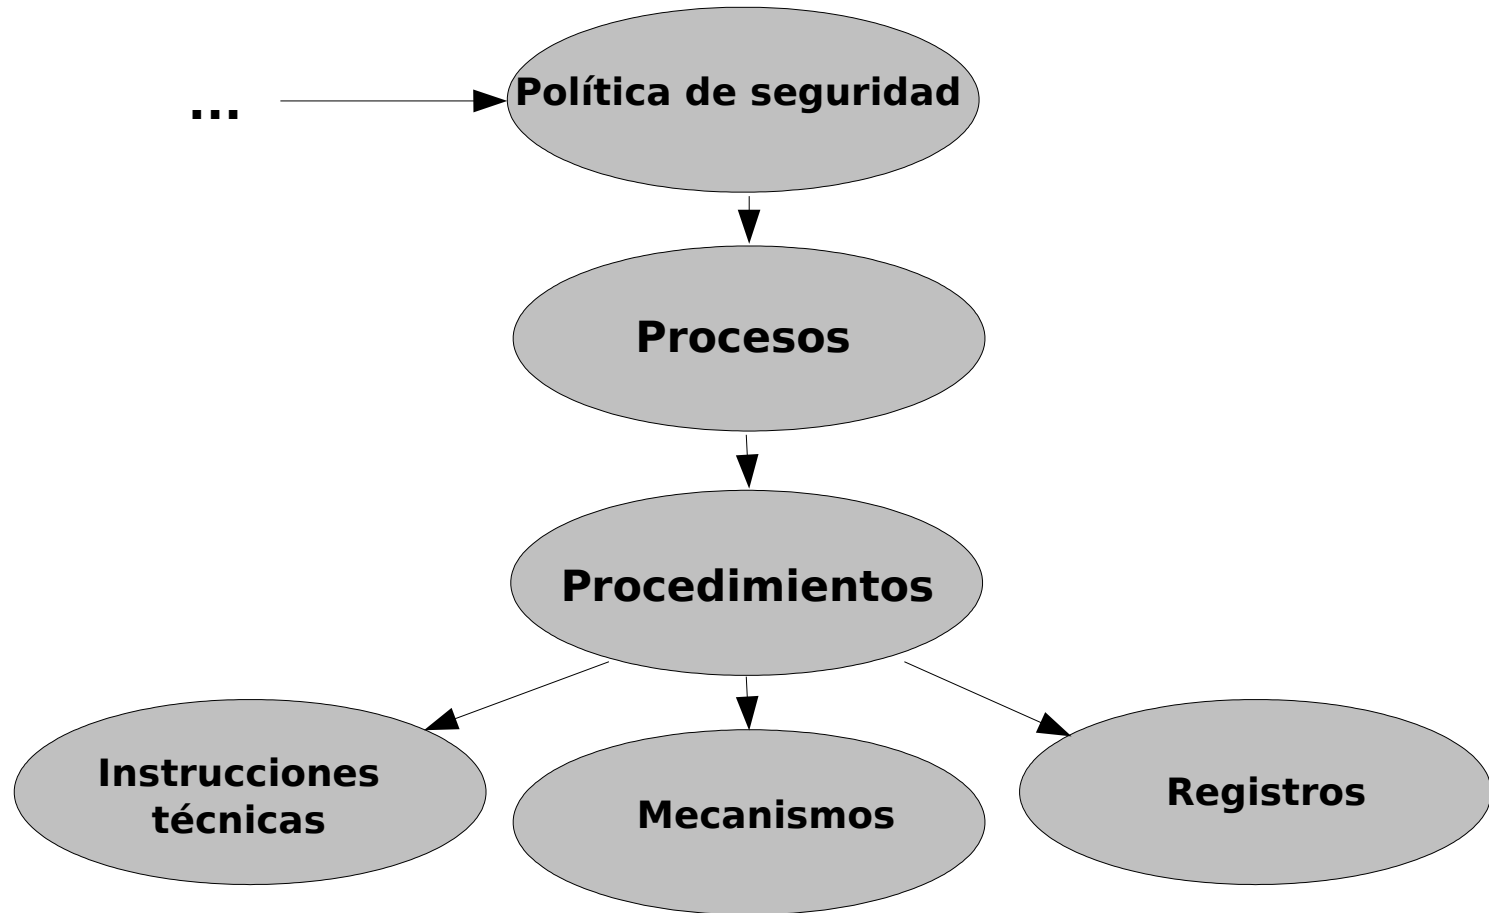 Política de seguridad
...
Procesos
Procedimientos
Instrucciones
técnicas
Mecanismos
Registros